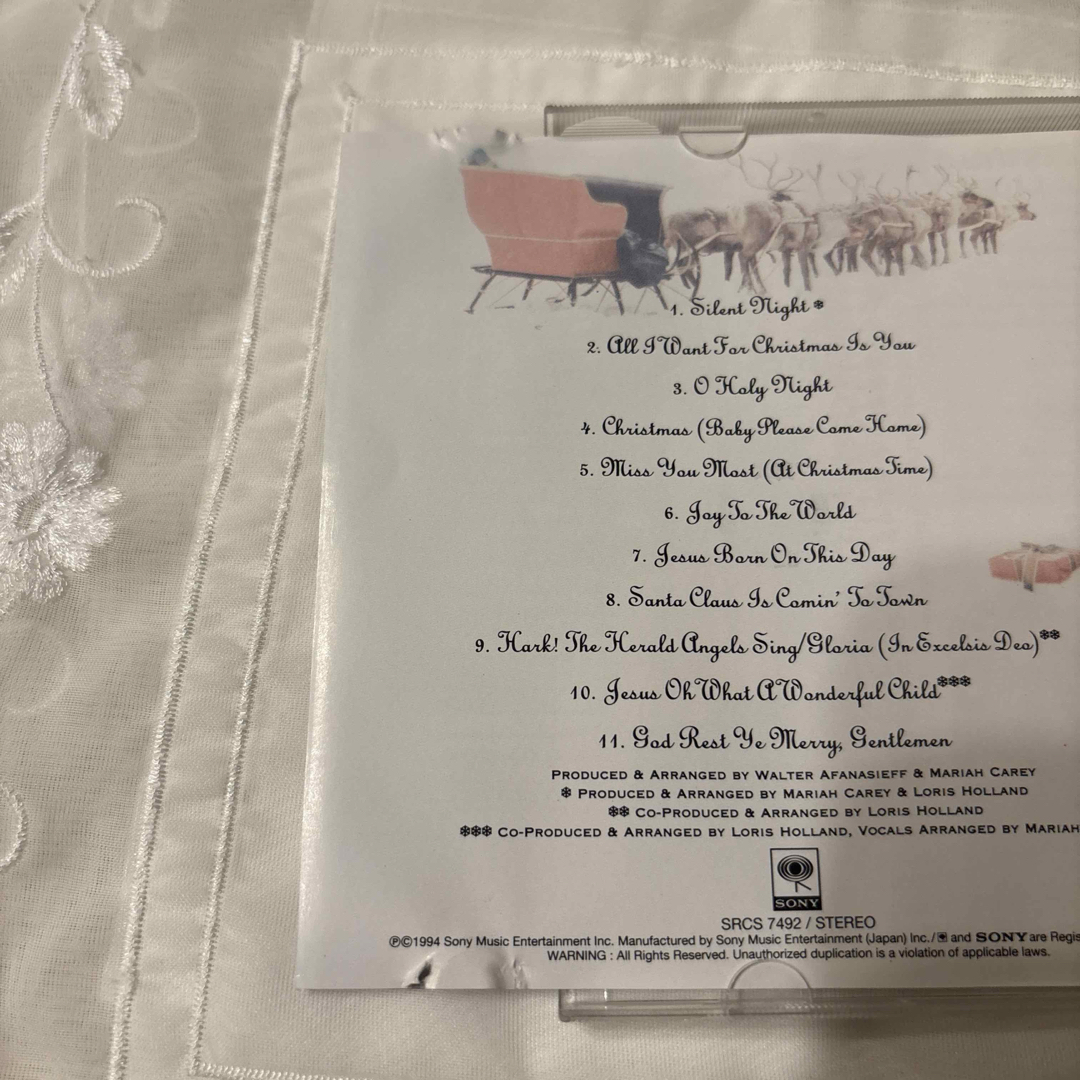 1. Silent Night *
2. All I Want For Christmas Is You
3. O Holy Night
4. Christmas (Baby Please Come Home)
5. Miss You Most (At Christmas Time)
6. Joy To The World
7. Jesus Born On This Day
8. Santa Claus Is Comin' To Town
9. Hark! The Herald Angels Sing/Gloria (In Excelsis Deo)**
10. Jesus Oh What A Wonderful Child***
11. God Rest Ye Merry, Gentlemen
PRODUCED & ARRANGED BY WALTER AFANASIEFF & MARIAH CAREY
* PRODUCED & ARRANGED BY MARIAH CAREY & LORIS HOLLAND
** CO-PRODUCED & ARRANGED BY LORIS HOLLAND
*** CO-PRODUCED & ARRANGED BY LORIS HOLLAND, VOCALS ARRANGED BY MARIAH
SONY
SRCS 7492 / STEREO
℗©1994 Sony Music Entertainment Inc. Manufactured by Sony Music Entertainment (Japan) Inc./ and SONY are Regis
WARNING : All Rights Reserved. Unauthorized duplication is a violation of applicable laws.